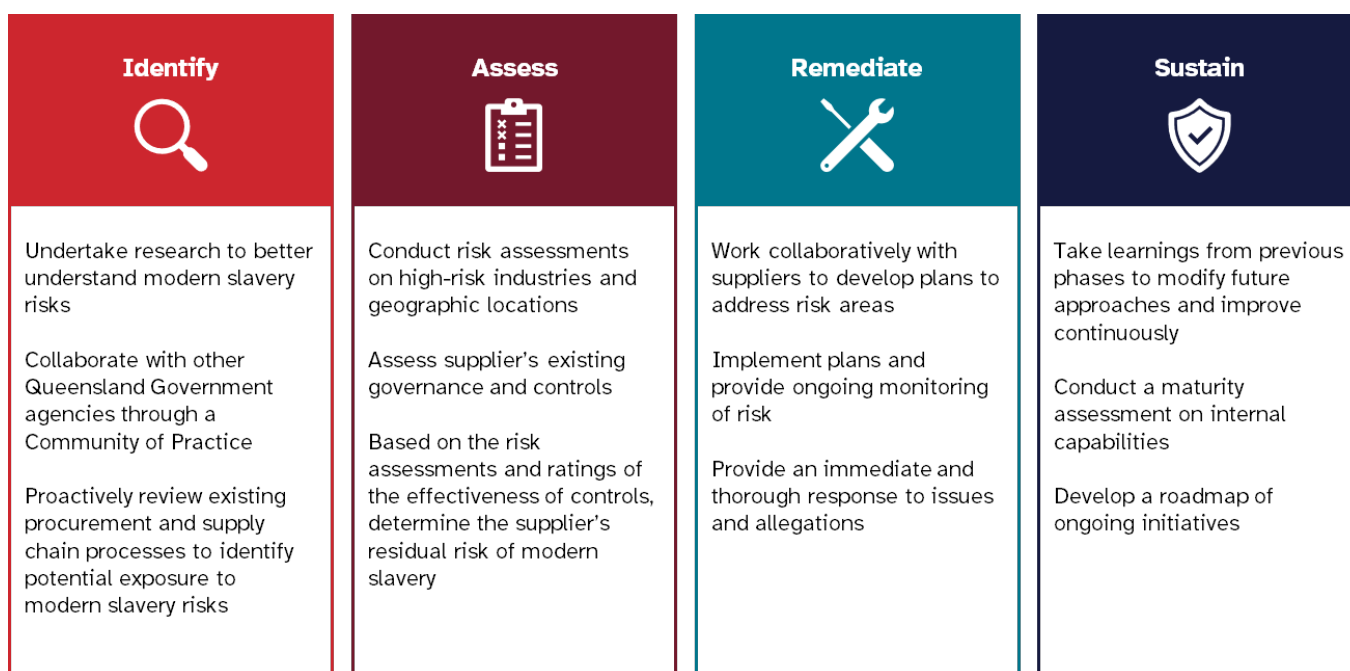 Identify
Undertake research to better
understand modern slavery
risks
Collaborate with other
Queensland Government
agencies through a
Community of Practice
Proactively review existing
procurement and supply
chain processes to identify
potential exposure to
modern slavery risks
Assess
Conduct risk assessments
on high-risk industries and
geographic locations
Assess supplier’s existing
governance and controls
Based on the risk
assessments and ratings of
the effectiveness of controls,
determine the supplier’s
residual risk of modern
slavery
Remediate
Work collaboratively with
suppliers to develop plans to
address risk areas
Implement plans and
provide ongoing monitoring
of risk
Provide an immediate and
thorough response to issues
and allegations
Sustain
Take learnings from previous
phases to modify future
approaches and improve
continuously
Conduct a maturity
assessment on internal
capabilities
Develop a roadmap of
ongoing initiatives